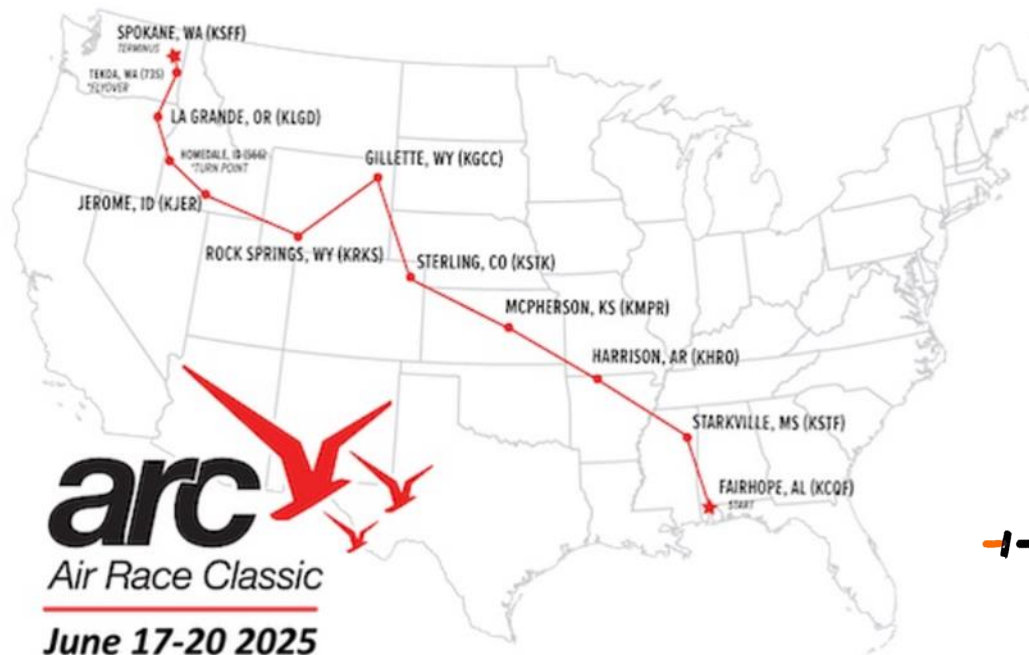 SPOKANE, WA (KSFF)
TERMINUS
TEKOA, WA (73S)
*FLYOVER
LA GRANDE, OR (KLGD)
HOMEDALE, ID (S66)
*TURN POINT
GILLETTE, WY (KGCC)
JEROME, ID (KJER)
ROCK SPRINGS, WY (KRKS)
STERLING, CO (KSTK)
MCPHERSON, KS (KMPR)
HARRISON, AR (KHRO)
STARKVILLE, MS (KSTF)
FAIRHOPE, AL (KCQF)
START
arc
Air Race Classic
June 17-20 2025